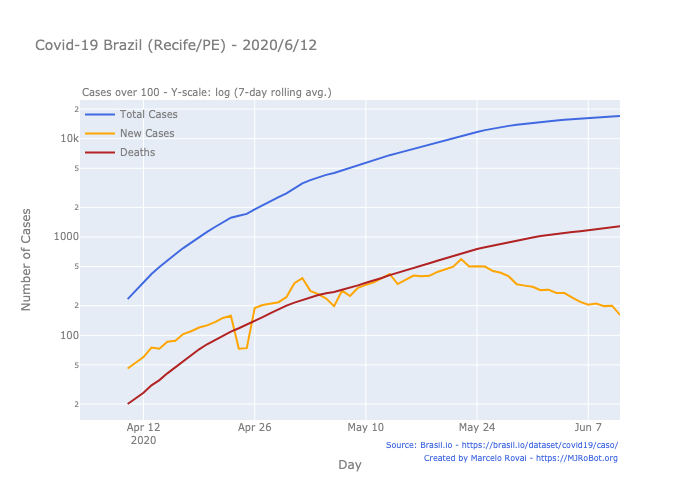 Covid-19 Brazil (Recife/PE) - 2020/6/12
Cases over 100 - Y-scale: log (7-day rolling avg.)
Total Cases
New Cases
Deaths
2
10k
5
2
1000
5
2
100
5
2
Number of Cases
Apr 12
2020
Apr 26
May 10
May 24
Jun 7
Day
Source: Brasil.io - https://brasil.io/dataset/covid19/caso/
Created by Marcelo Rovai - https://MJRoBot.org